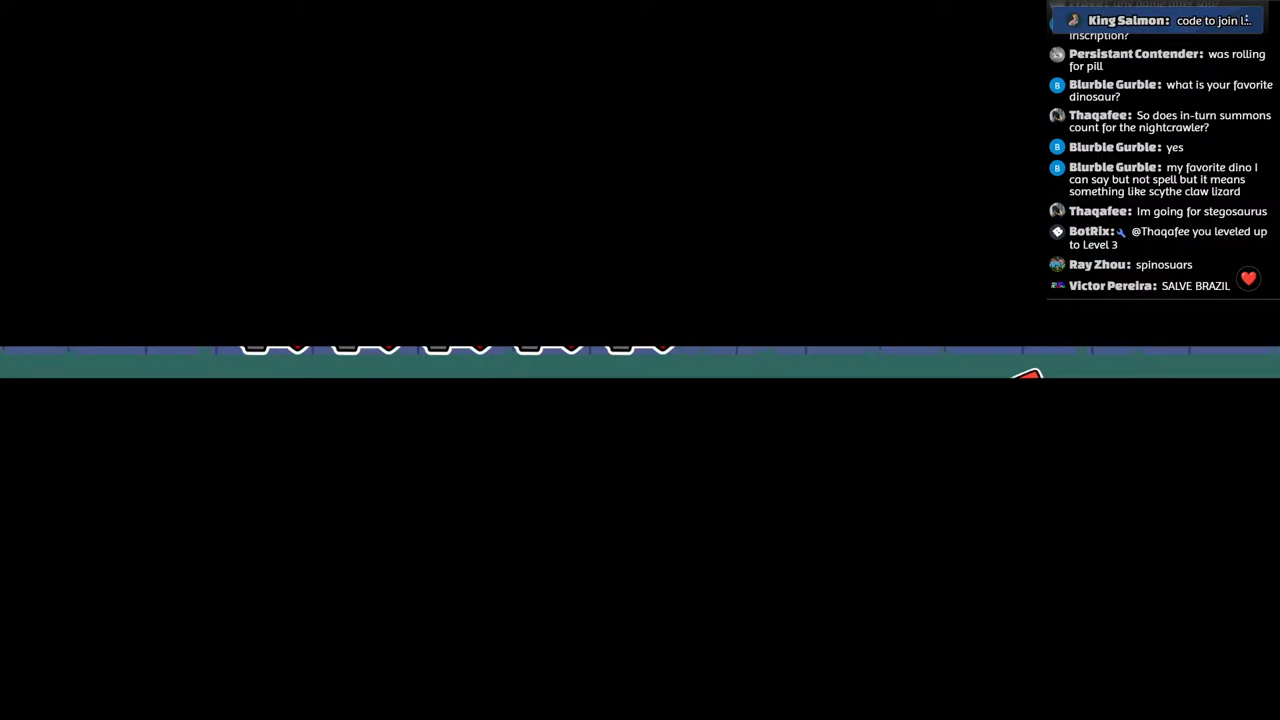 King Salmon: code to join l...
inscription?
Persistant Contender: was rolling
for pill
B Blurble Gurble: what is your favorite
dinosaur?
Thaqafee: So does in-turn summons
count for the nightcrawler?
B Blurble Gurble: yes
B Blurble Gurble: my favorite dino I
can say but not spell but it means
something like scythe claw lizard
Thaqafee: Im going for stegosaurus
BotRix: @Thaqafee you leveled up
to Level 3
Ray Zhou: spinosuars
Victor Pereira: SALVE BRAZIL